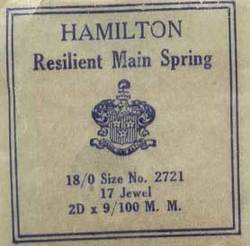 HAMILTON
Resilient Main Spring
18/0 Size No. 2721
17 Jewel
2D x 9/100 M. M.